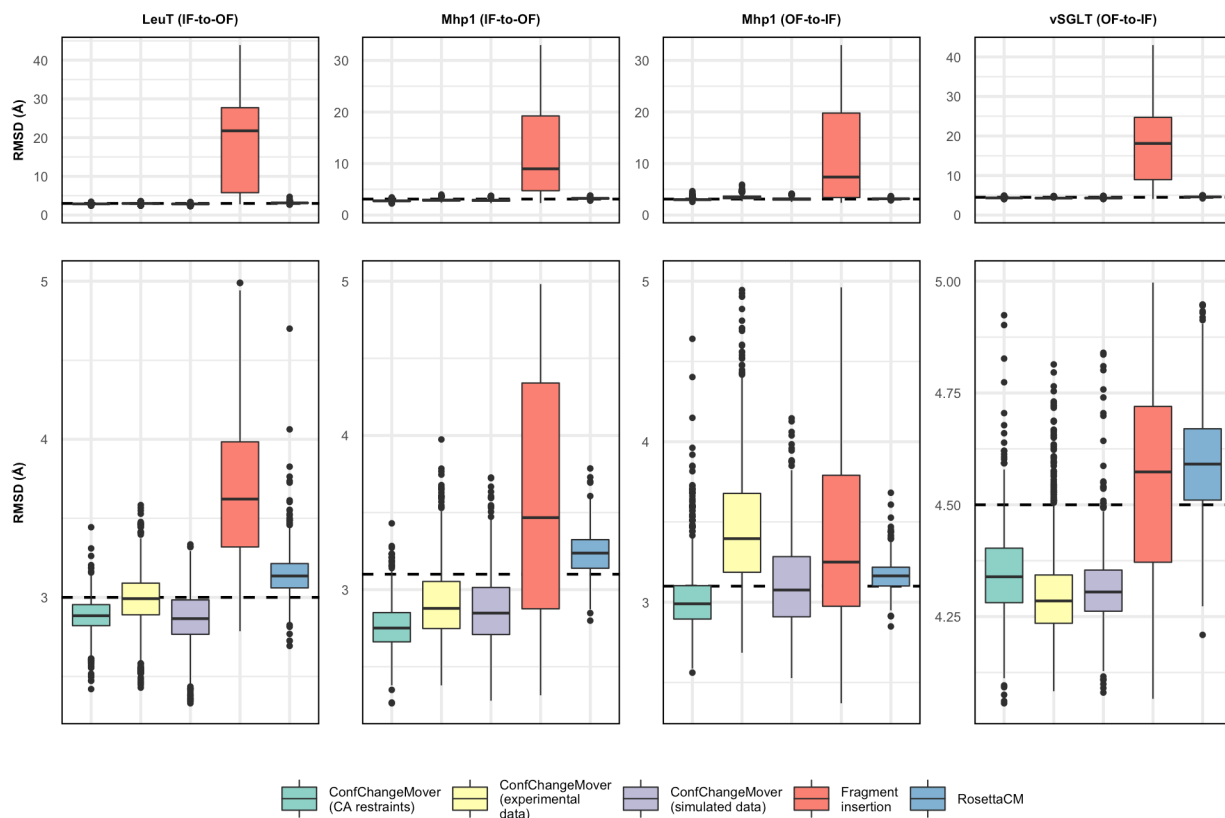 LeuT (IF-to-OF)
Mhp1 (IF-to-OF)
Mhp1 (OF-to-IF)
vSGLT (OF-to-IF)
RMSD (Å)
40
30
20
10
0
30
20
10
0
30
20
10
0
40
30
20
10
0
RMSD (Å)
5
4
3
5
4
3
5
4
3
5.00
4.75
4.50
4.25
ConfChangeMover
(CA restraints)
ConfChangeMover
(experimental
data)
ConfChangeMover
(simulated data)
Fragment
insertion
RosettaCM